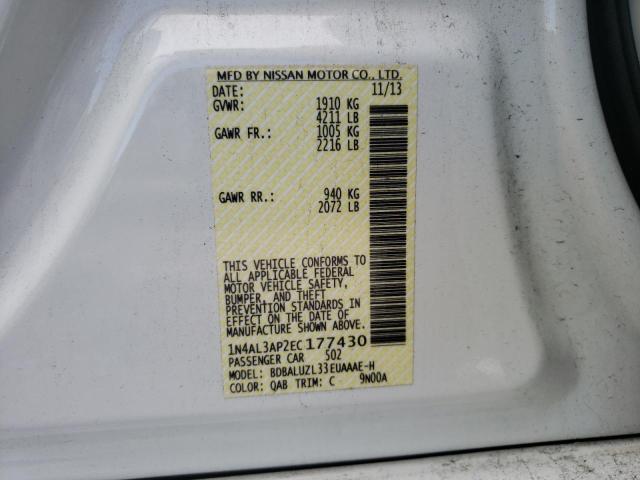 MFD BY NISSAN MOTOR CO., LTD.
DATE: 11/13
GVWR: 1910 KG
4211 LB
GAWR FR.: 1005 KG
2216 LB
GAWR RR.: 940 KG
2072 LB
THIS VEHICLE CONFORMS TO
ALL APPLICABLE FEDERAL
MOTOR VEHICLE SAFETY,
BUMPER, AND THEFT
PREVENTION STANDARDS IN
EFFECT ON THE DATE OF
MANUFACTURE SHOWN ABOVE.
1N4AL3AP2EC177430
PASSENGER CAR 502
MODEL: BDBALUZL33EUAAAE-H
COLOR: QAB TRIM: C 9N00A